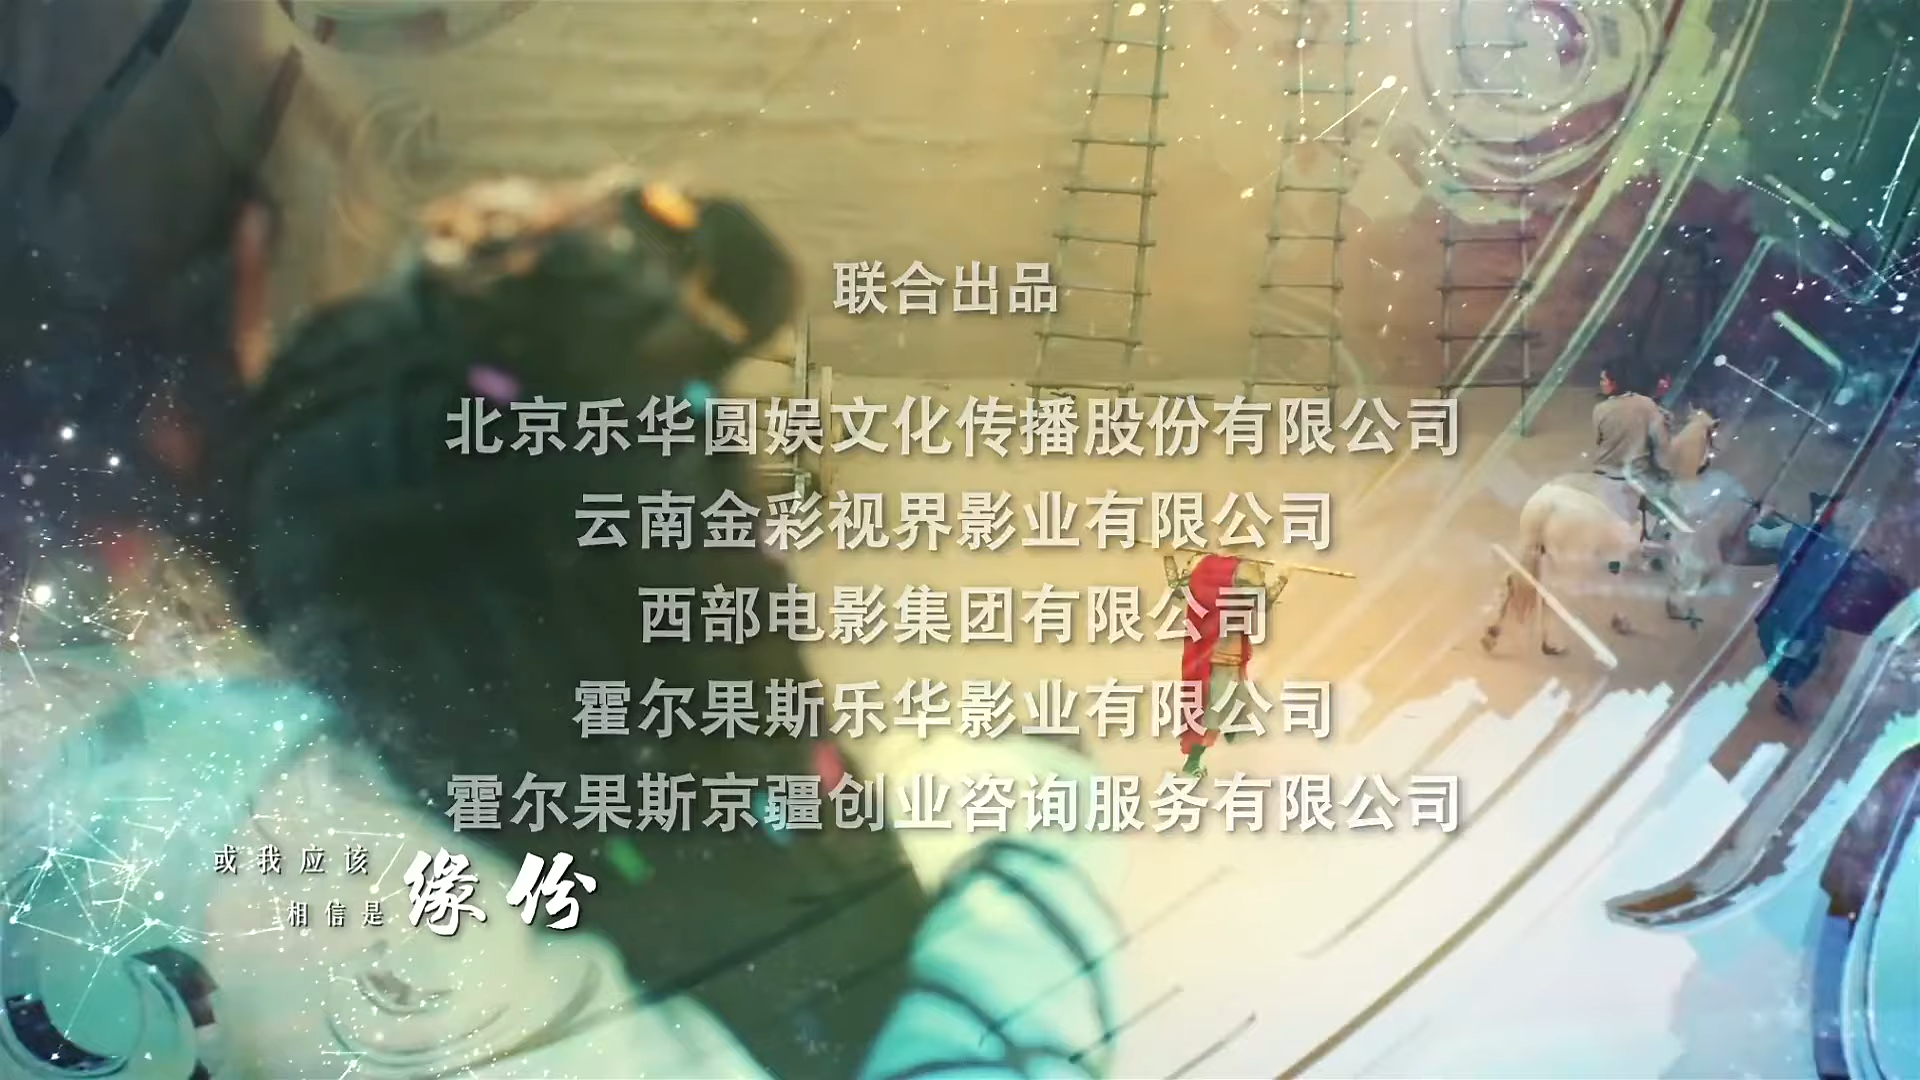 联合出品
北京乐华圆娱文化传播股份有限公司
云南金彩视界影业有限公司
西部电影集团有限公司
霍尔果斯乐华影业有限公司
霍尔果斯京疆创业咨询服务有限公司
或我应该
相信是缘份